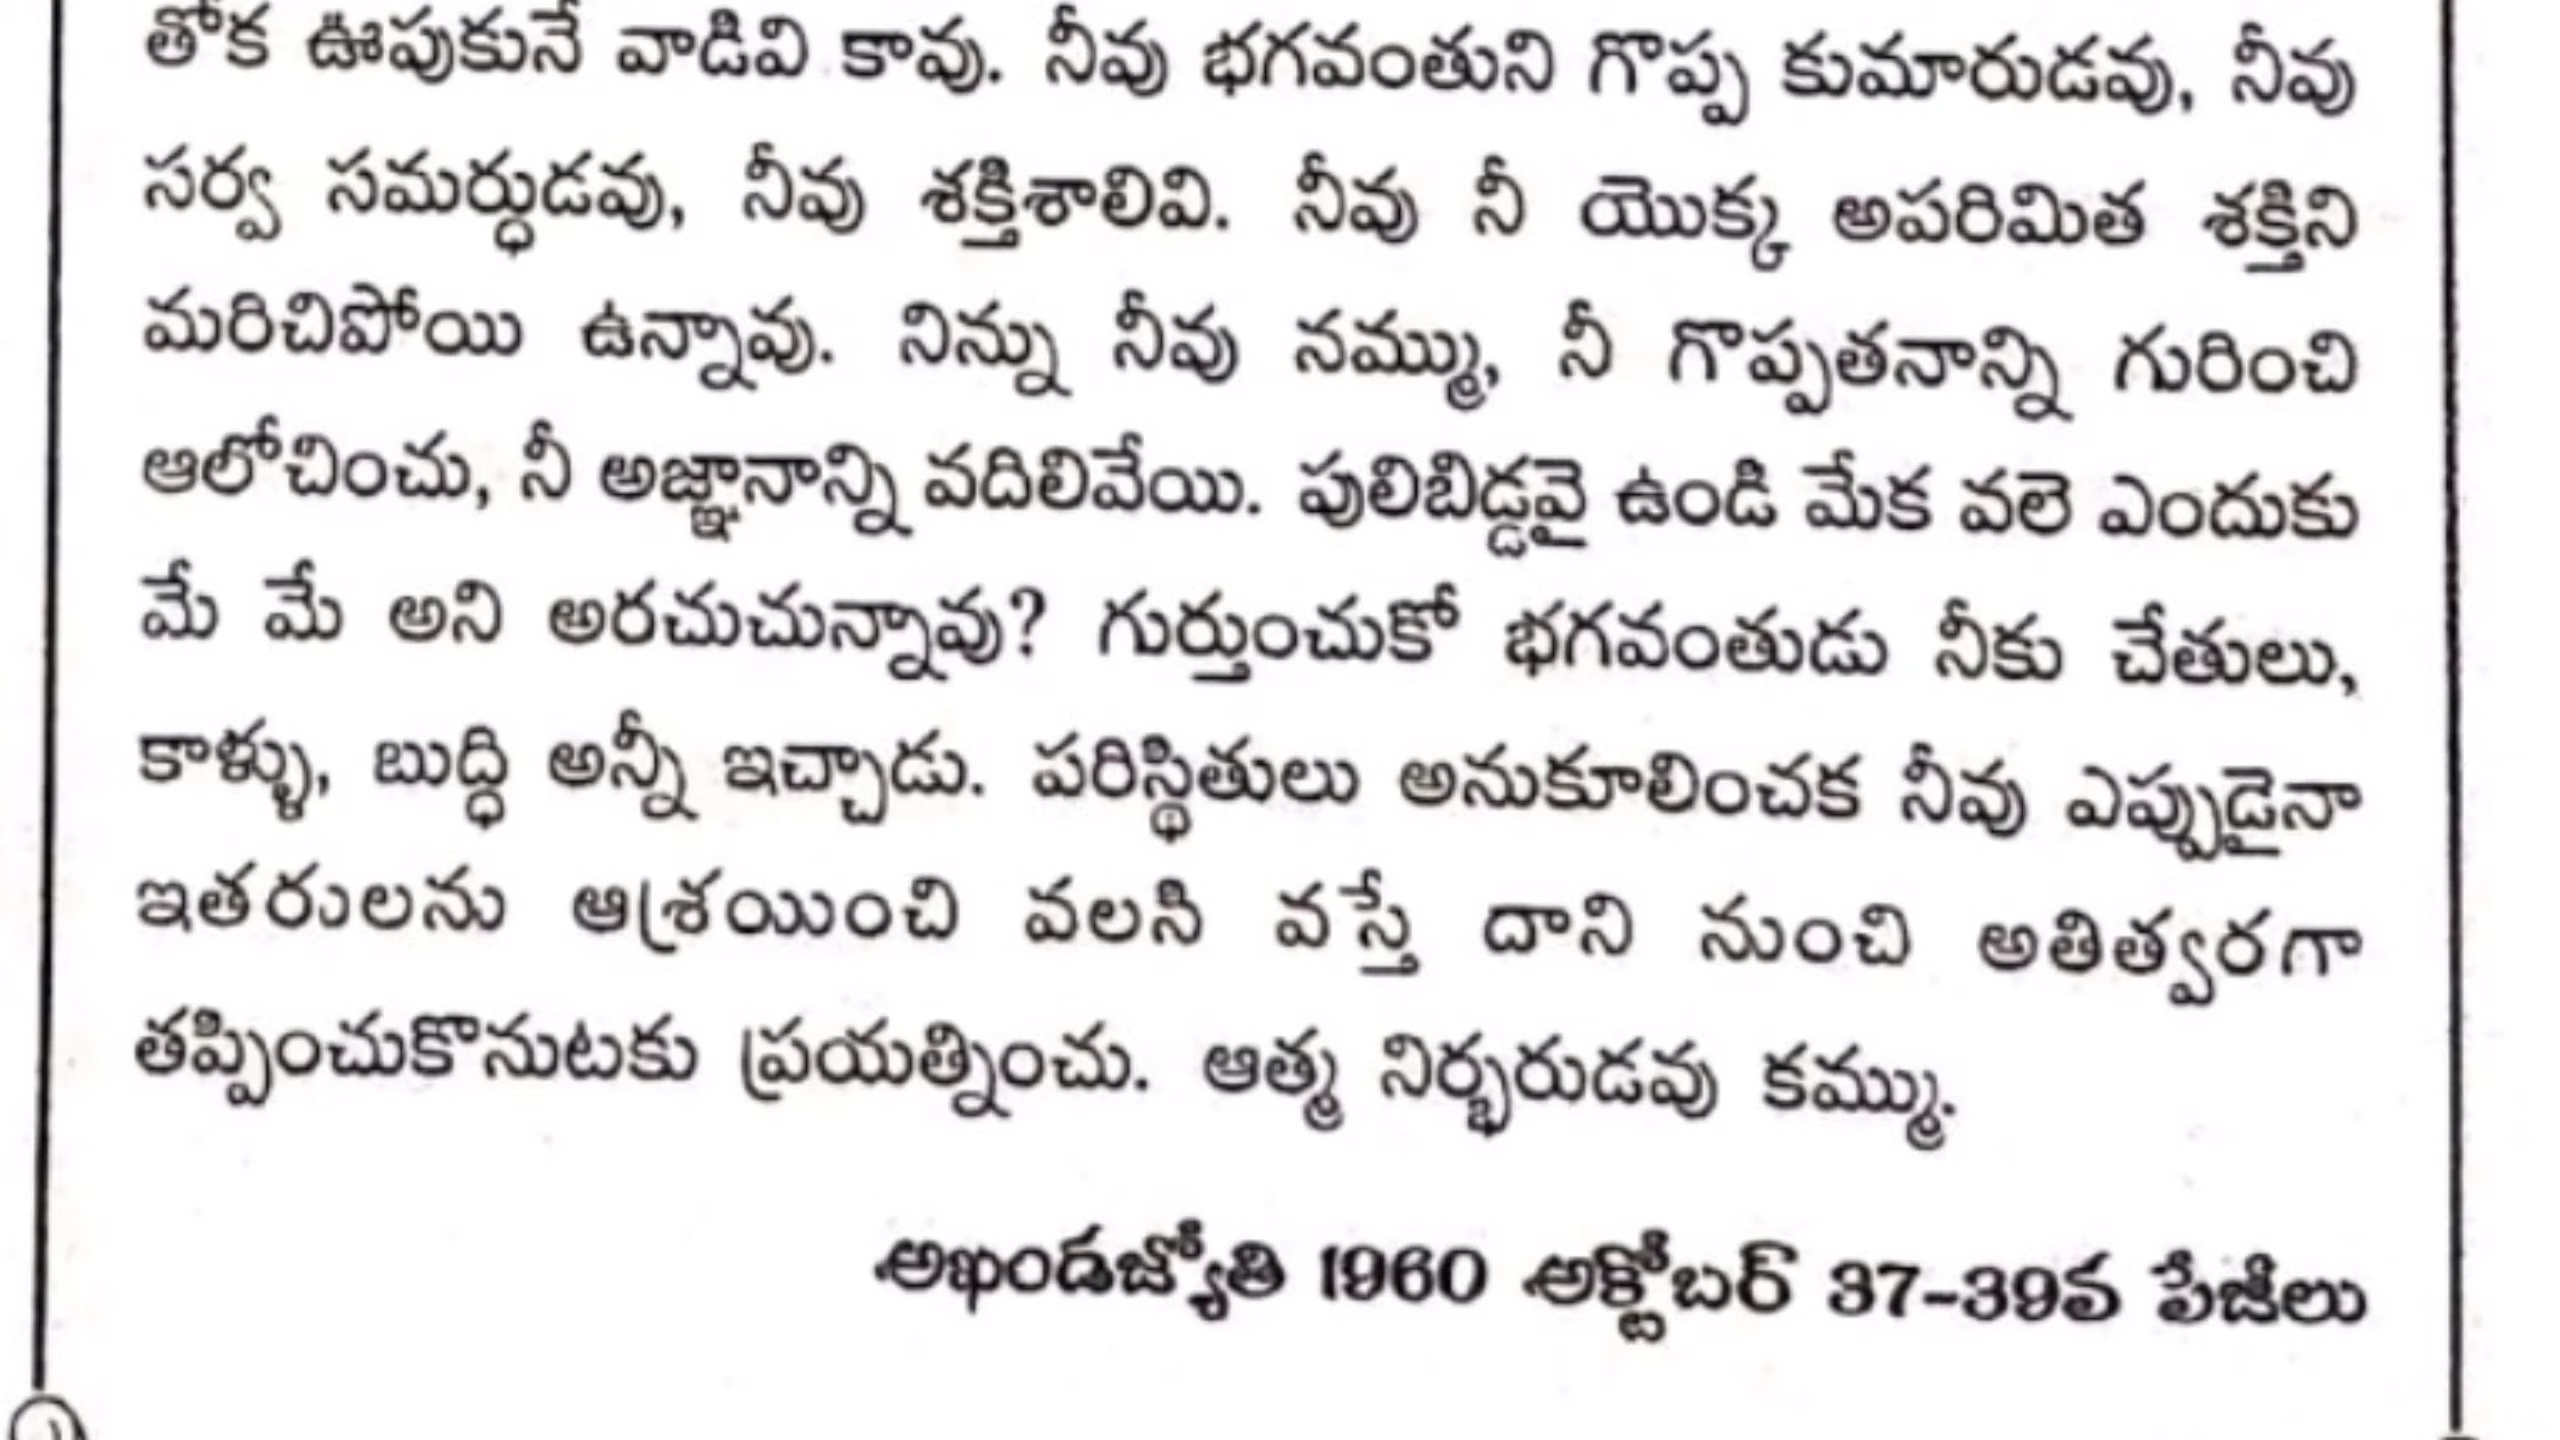 తోక ఊపుకునే వాడివి కావు. నీవు భగవంతుని గొప్ప కుమారుడవు, నీవు
సర్వ సమర్ధుడవు, నీవు శక్తిశాలివి. నీవు నీ యొక్క అపరిమిత శక్తిని
మరిచిపోయి ఉన్నావు. నిన్ను నీవు నమ్ము, నీ గొప్పతనాన్ని గురించి
ఆలోచించు, నీ అజ్ఞానాన్ని వదిలివేయి. పులిబిడ్డవై ఉండి మేక వలె ఎందుకు
మే మే అని అరచుచున్నావు? గుర్తుంచుకో భగవంతుడు నీకు చేతులు,
కాళ్ళు, బుద్ధి అన్నీ ఇచ్చాడు. పరిస్థితులు అనుకూలించక నీవు ఎప్పుడైనా
ఇతరులను ఆశ్రయించి వలసి వస్తే దాని నుంచి అతిత్వరగా
తప్పించుకొనుటకు ప్రయత్నించు. ఆత్మ నిర్భరుడవు కమ్ము.
అఖండజ్యోతి 1960 అక్టోబర్ 37-39వ పేజీలు